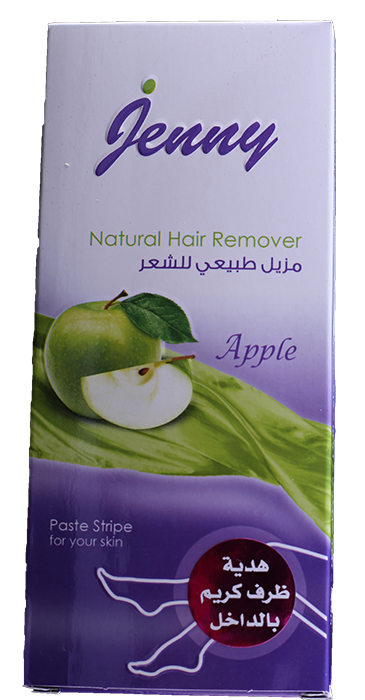 Jenny
Natural Hair Remover
مزيل طبيعي للشعر
Apple
Paste Stripe
for your skin
هدية
ظرف كريم
بالداخل